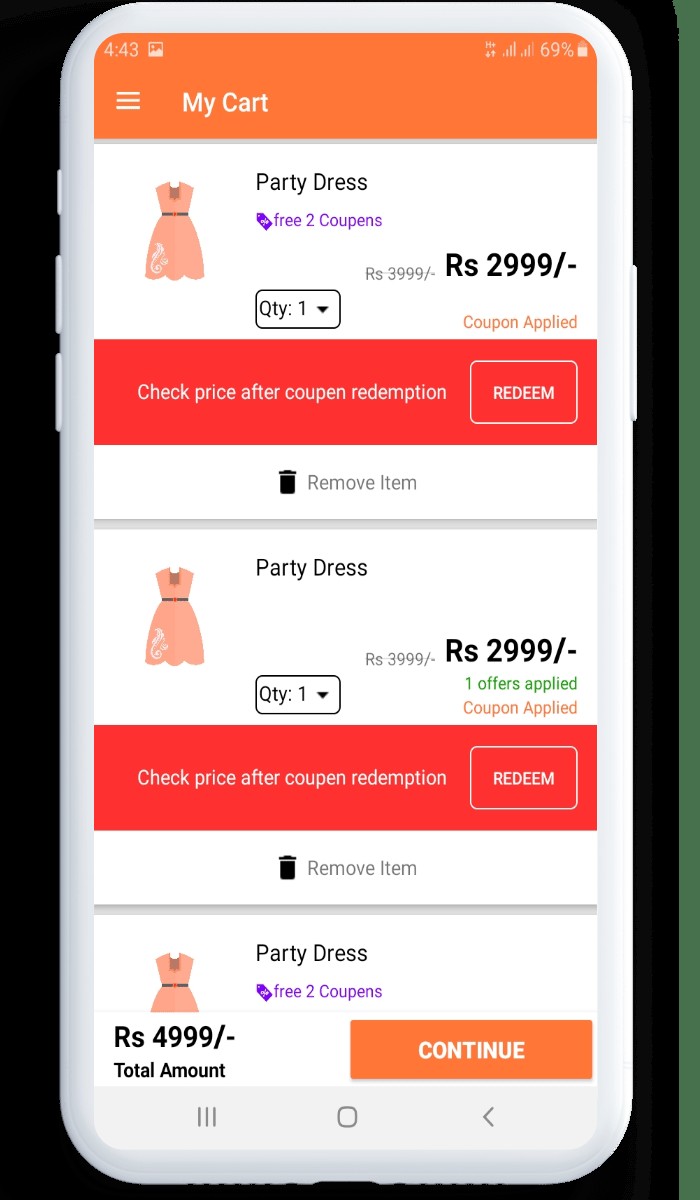 4:43 69%
My Cart
Party Dress
free 2 Coupens
Rs 3999/- Rs 2999/-
Qty: 1
Coupon Applied
Check price after coupen redemption REDEEM
Remove Item
Party Dress
Rs 3999/- Rs 2999/-
1 offers applied
Qty: 1
Coupon Applied
Check price after coupen redemption REDEEM
Remove Item
Party Dress
free 2 Coupens
Rs 4999/-
CONTINUE
Total Amount